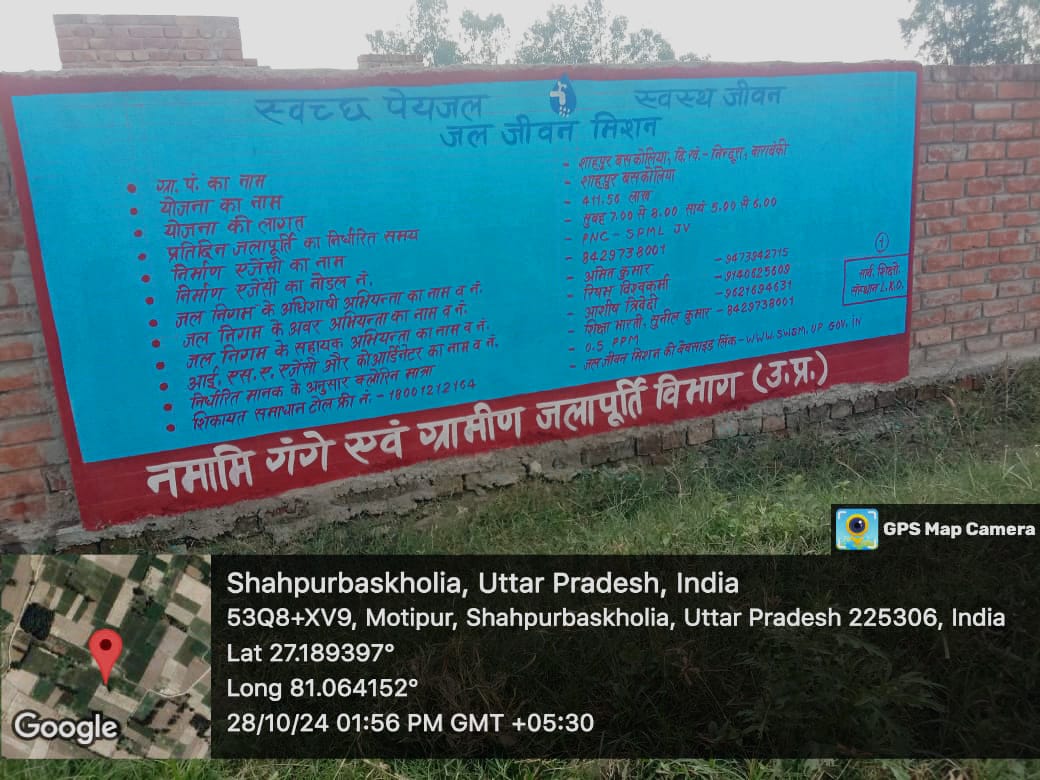 स्वच्छ पेयजल स्वस्थ जीवन
जल जीवन मिशन
• ग्रा. पं. का नाम - शाहपुर बसकोलिया, वि.खं.- निन्दूरा, बाराबंकी
• योजना का नाम - शाहपुर बसकोलिया
• योजना की लागत - 411.56 लाख
• प्रतिदिन जलापूर्ति का निर्धारित समय - सुबह 7.00 से 8.00 सायं 5.00 से 6.00
• निर्माण एजेंसी का नाम - PNC - SPML JV
• निर्माण एजेंसी का नोडल नं. - 8429738001
• जल निगम के अधिशाषी अभियन्ता का नाम व नं. - अमित कुमार - 9473942715
• जल निगम के अवर अभियन्ता का नाम व नं. - रियम विश्वकर्मा - 9140625609
• जल निगम के सहायक अभियन्ता का नाम व नं. - आशीष त्रिवेदी - 9621694631
• आई. एस. ए. एजेंसी और कोआर्डिनेटर का नाम व नं. - शिक्षा भारती, सुनील कुमार - 8429738001
• निर्धारित मानक के अनुसार क्लोरिन मात्रा - 0.5 PPM
• शिकायत समाधान टोल फ्री नं. - 18001212164 - जल जीवन मिशन की वेबसाइड लिंक - WWW.SWSM.UP GOV.IN
1
सार्व. शिक्षो.
संस्थान L.K.O.
नमामि गंगे एवं ग्रामीण जलापूर्ति विभाग (उ.प्र.)
GPS Map Camera
Shahpurbaskholia, Uttar Pradesh, India
53Q8+XV9, Motipur, Shahpurbaskholia, Uttar Pradesh 225306, India
Lat 27.189397°
Long 81.064152°
28/10/24 01:56 PM GMT +05:30
Google